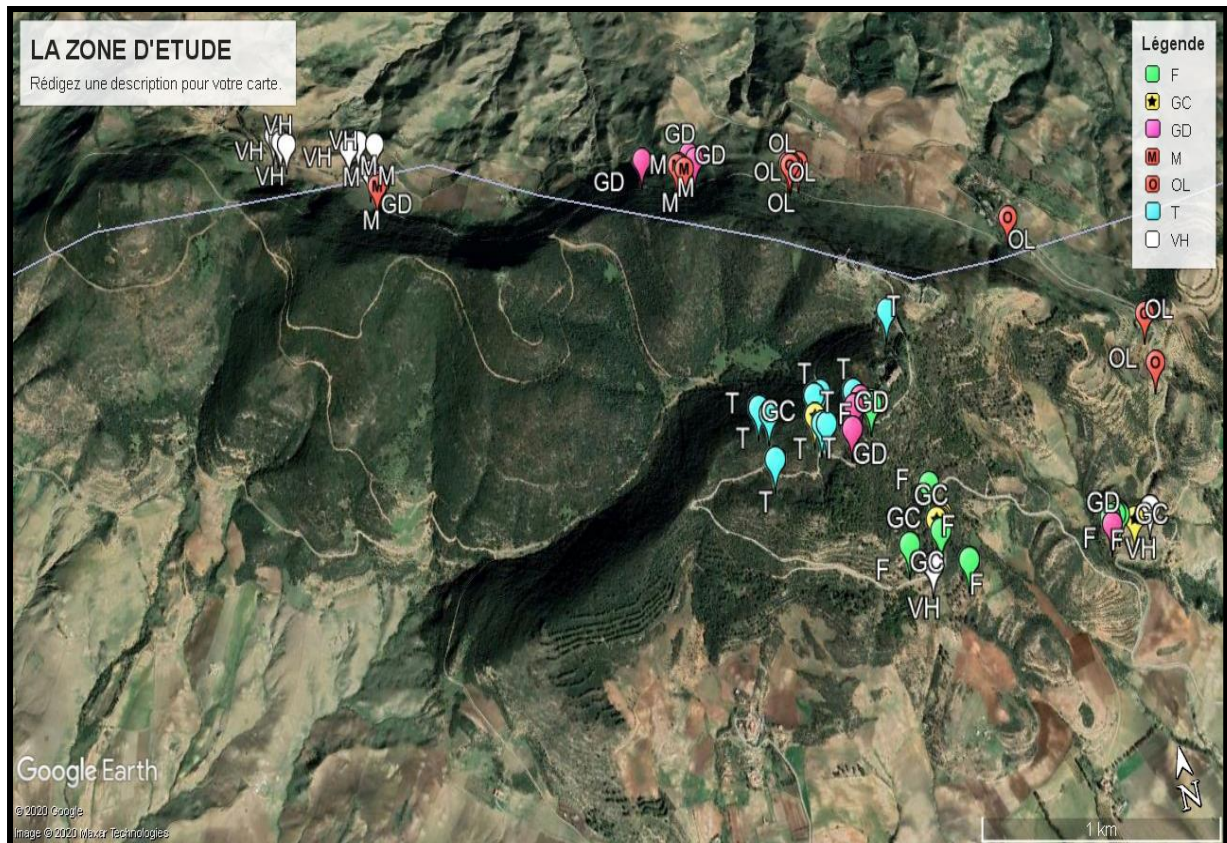 LA ZONE D'ETUDE
Rédigez une description pour votre carte.
Légende
F
GC
GD
M
OL
T
VH
VH
VH
VH
VH
VH
M
M
M
GD
M
GD
GD
GD
M
M
M
OL
OL
OL
OL
OL
OL
OL
T
T
T
T
GC
T
T
T
T
F
GD
GD
F
GC
GC
F
GC
F
F
VH
GD
GC
F
F
VH
Google Earth
© 2020 Google
Image © 2020 Maxar Technologies
N
1 km